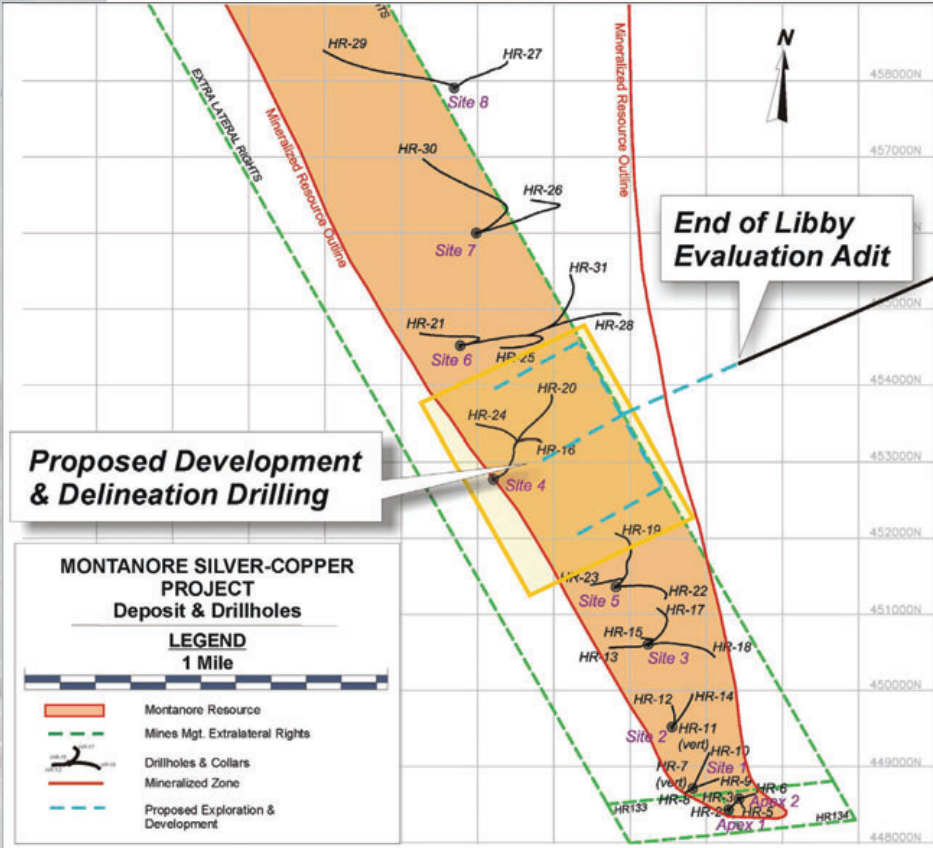 HTS
HR-29
HR-27
N
458000N
Site 8
EXTRA LATERAL RIGHTS
Mineralized Resource Outline
Mineralized Resource Outline
HR-30
457000N
HR-26
End of Libby
Evaluation Adit
Site 7
HR-31
455000N
HR-21
HR-28
Site 6
HR-25
454000N
HR-20
HR-24
HR-16
Proposed Development
& Delineation Drilling
453000N
Site 4
HR-19
452000N
MONTANORE SILVER-COPPER
PROJECT
Deposit & Drillholes
LEGEND
1 Mile
Montanore Resource
Mines Mgt. Extralateral Rights
Drillholes & Collars
Mineralized Zone
Proposed Exploration &
Development
HR-23
HR-22
Site 5
HR-17
451000N
HR-15
HR-18
HR-13
Site 3
450000N
HR-12
HR-14
HR-11
(vert)
Site 2
HR-10
HR-7
(vert)
Site 1
449000N
HR-9
HR-6
HR-8
HR-3
Apex 2
HR133
HR-2
HR-5
HR134
Apex 1
448000N